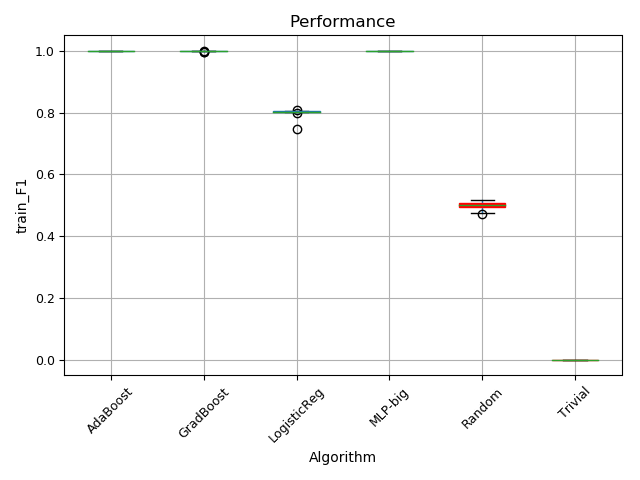 Performance
train_F1
1.0
0.8
0.6
0.4
0.2
0.0
AdaBoost
GradBoost
LogisticReg
MLP-big
Random
Trivial
Algorithm